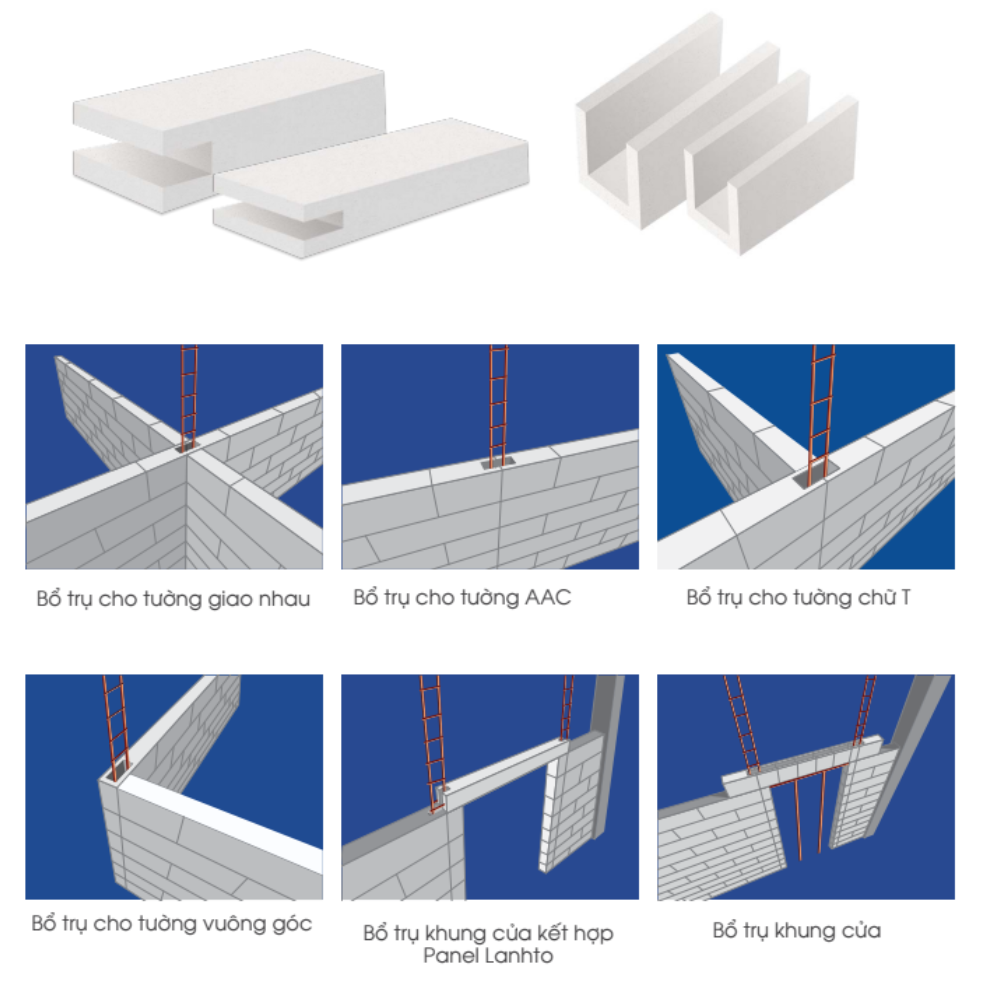 Bổ trụ cho tường giao nhau
Bổ trụ cho tường AAC
Bổ trụ cho tường chữ T
Bổ trụ cho tường vuông góc
Bổ trụ khung cửa kết hợp
Panel Lanhto
Bổ trụ khung cửa